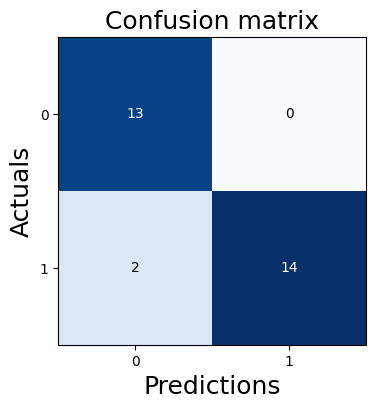 Confusion matrix
Actuals
0
13
0
1
2
14
0
1
Predictions